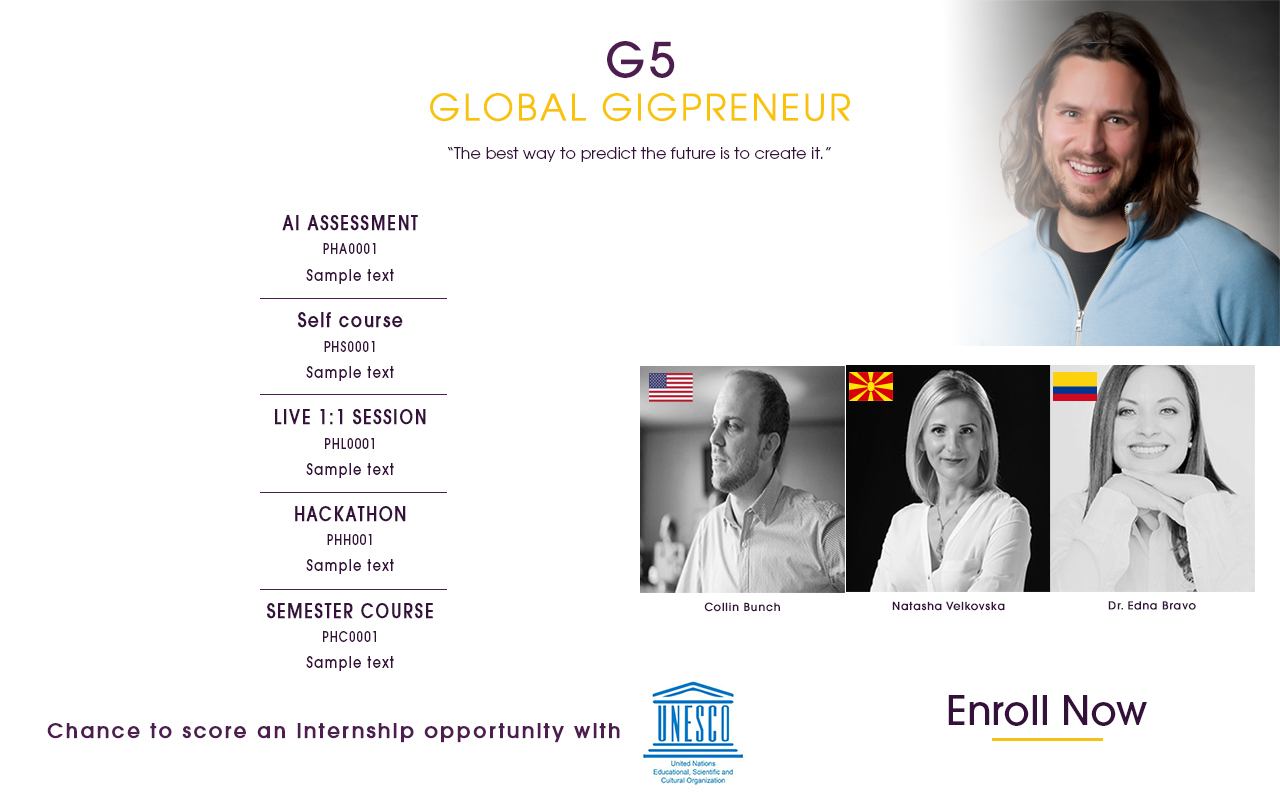 G5
GLOBAL GIGPRENEUR
“The best way to predict the future is to create it.”
AI ASSESSMENT
PHA0001
Sample text
Self course
PHS0001
Sample text
LIVE 1:1 SESSION
PHL0001
Sample text
HACKATHON
PHH001
Sample text
SEMESTER COURSE
PHC0001
Sample text
Collin Bunch
Natasha Velkovska
Dr. Edna Bravo
Chance to score an internship opportunity with
UNESCO
United Nations
Educational, Scientific and
Cultural Organization
Enroll Now